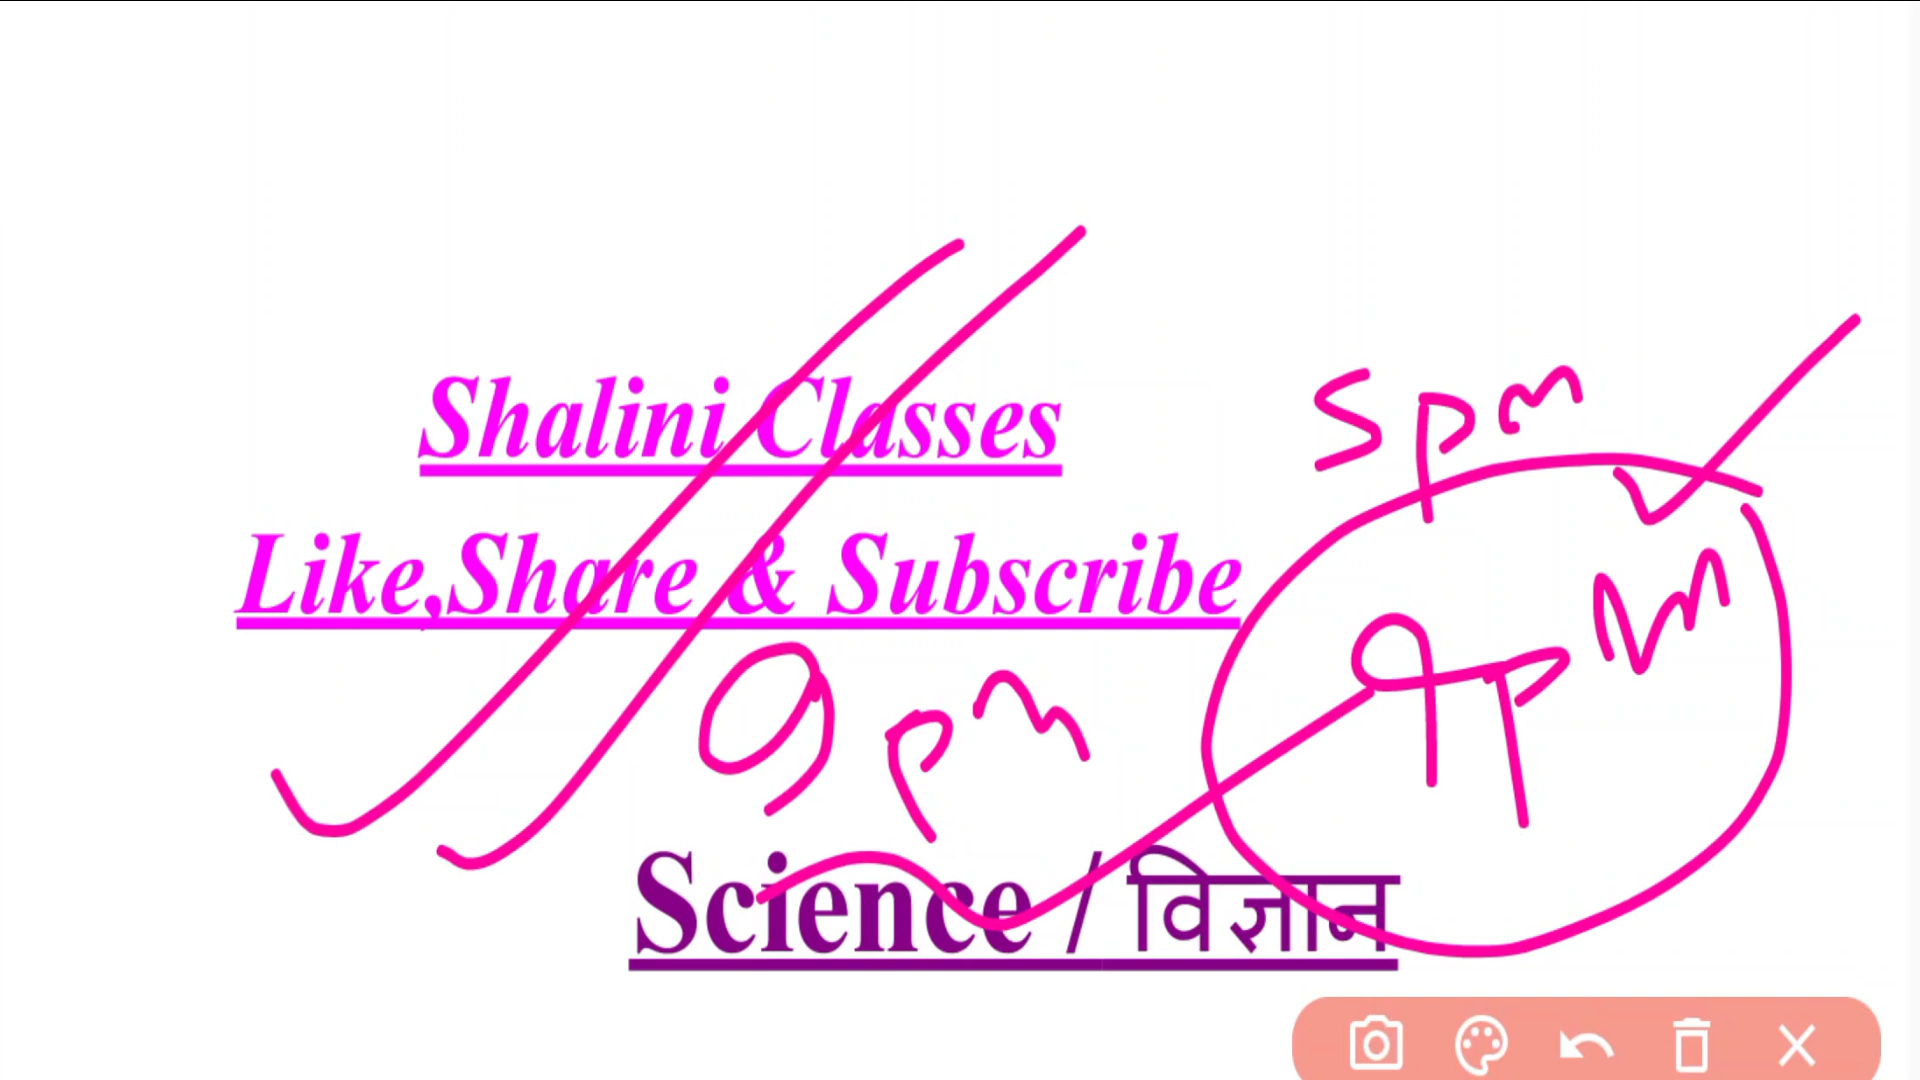 Shalini Classes
5pm
Like,Share & Subscribe
9pm
9pm
Science / विज्ञान